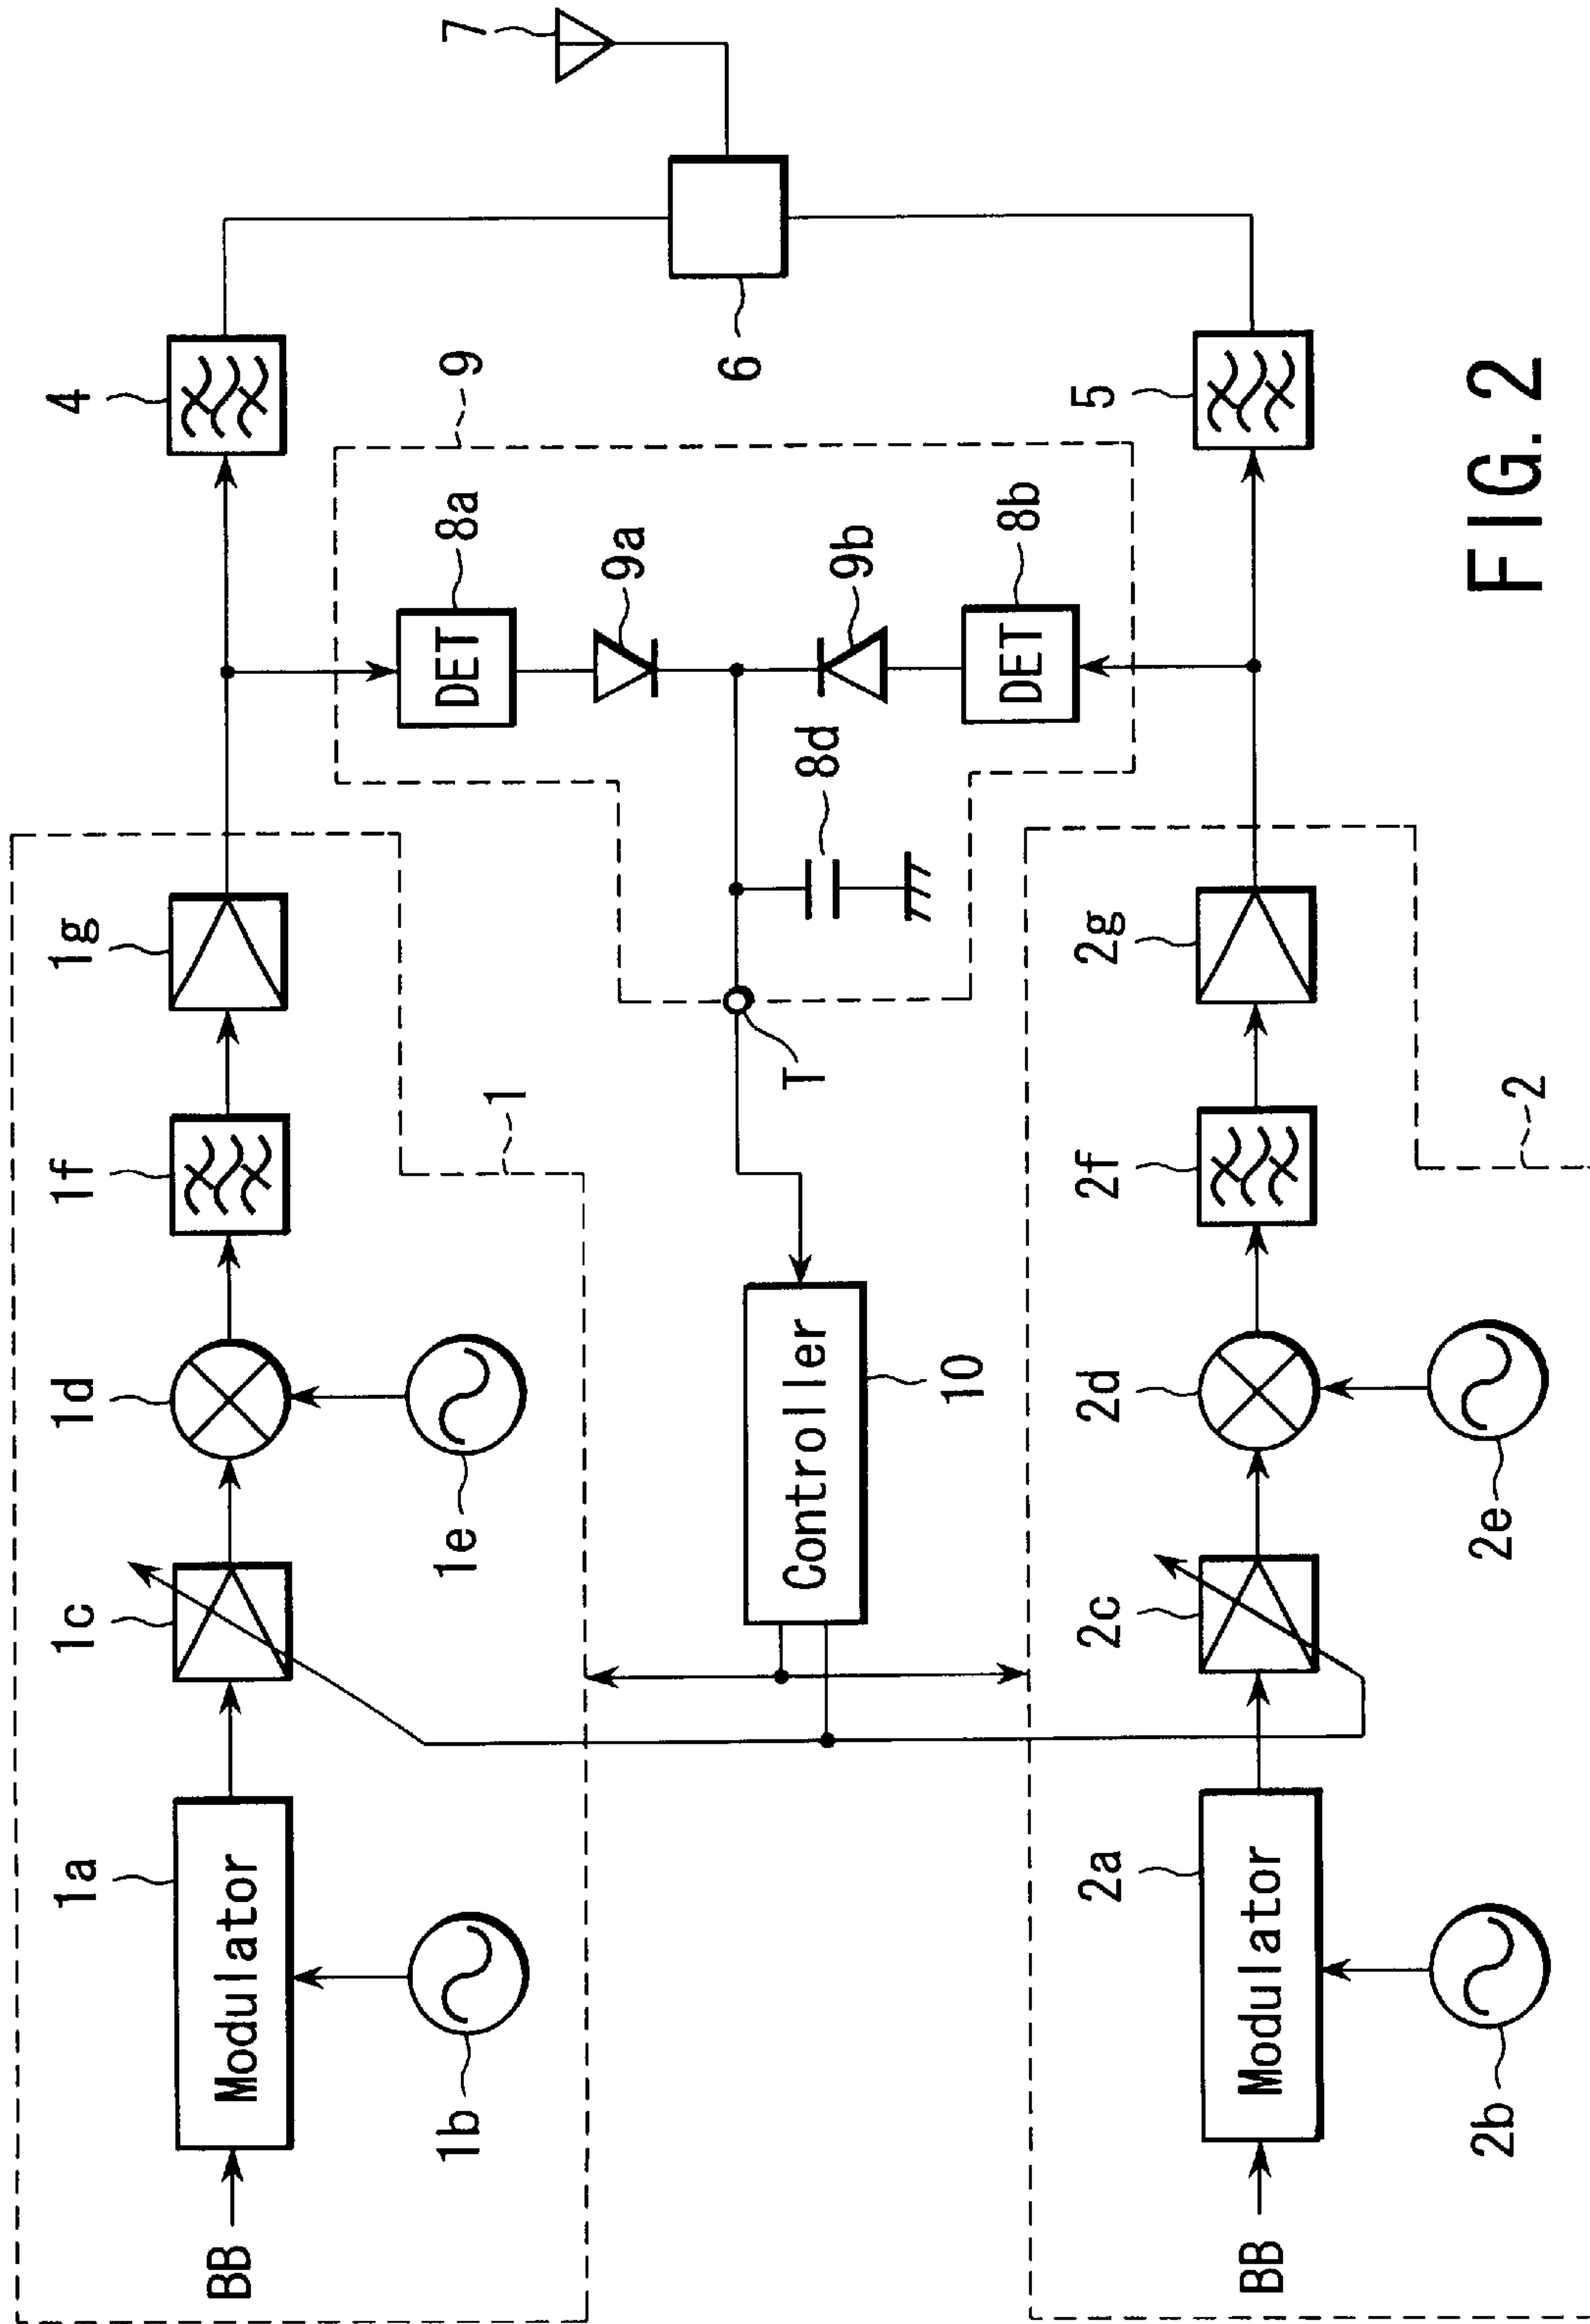 1a
1c
1d
1f
1g
4
BB
Modulator
1b
1e
1
9
8a
DET
9a
7
T
8d
Controller
10
6
9b
8b
DET
2a
2c
2d
2f
2g
5
BB
Modulator
2b
2e
2
FIG. 2